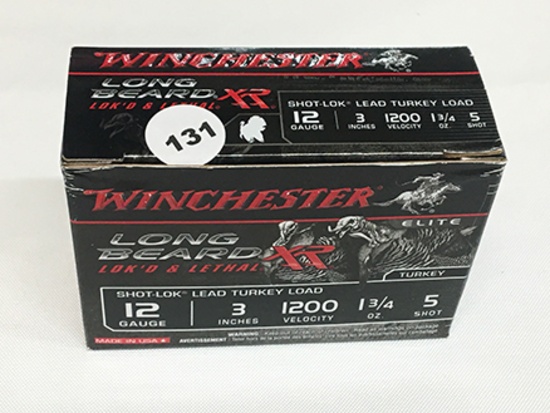 WINCHESTER
LONG
BEARD XR
LOK'D & LETHAL
131
SHOT-LOK® LEAD TURKEY LOAD
12 3 1200 1 3/4 5
GAUGE INCHES VELOCITY OZ. SHOT
WINCHESTER
ELITE
LONG
BEARD XR
LOK'D & LETHAL
TURKEY
SHOT-LOK® LEAD TURKEY LOAD
12 3 1200 1 3/4 5
GAUGE INCHES VELOCITY OZ. SHOT
MADE IN USA
WARNING:
AVERTISSEMENT